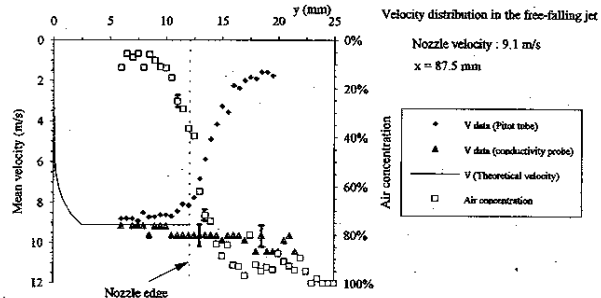 y (mm)
0 5 10 15 20 25
Velocity distribution in the free-falling jet
Nozzle velocity : 9.1 m/s
x = 87.5 mm
Mean velocity (m/s)
0
2
4
6
8
10
12
0%
20%
40%
60%
80%
100%
Air concentration
V data (Pitot tube)
V data (conductivity probe)
V (Theoretical velocity)
Air concentration
Nozzle edge